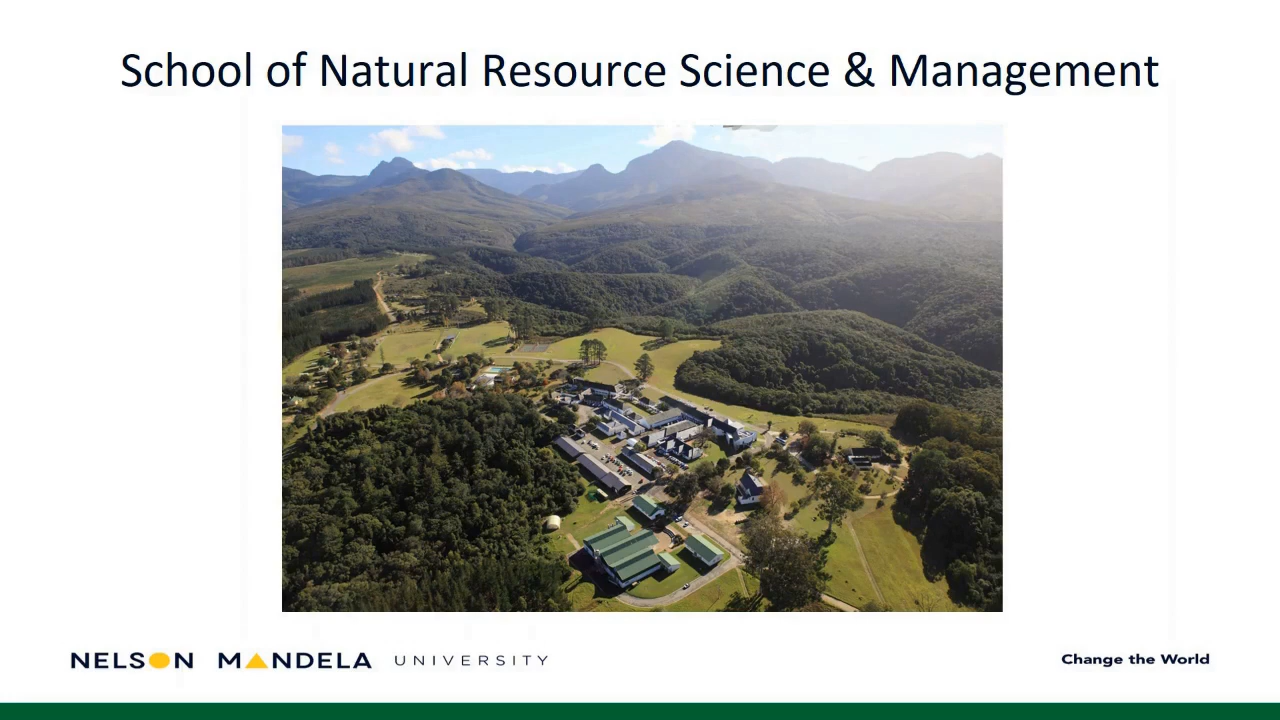 School of Natural Resource Science & Management
NELSON MANDELA UNIVERSITY
Change the World